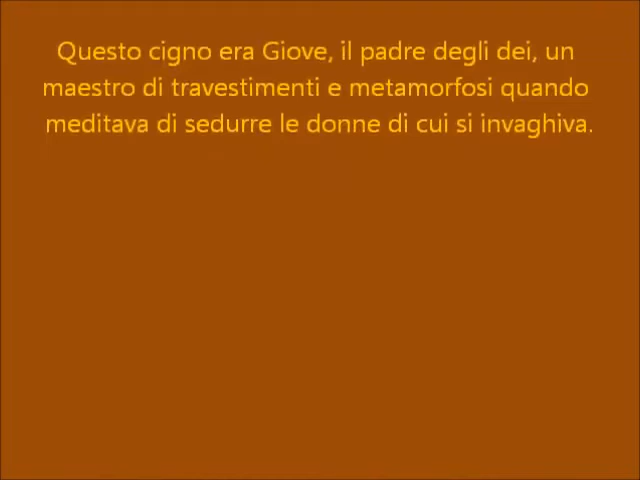 Questo cigno era Giove, il padre degli dei, un
maestro di travestimenti e metamorfosi quando
meditava di sedurre le donne di cui si invaghiva.